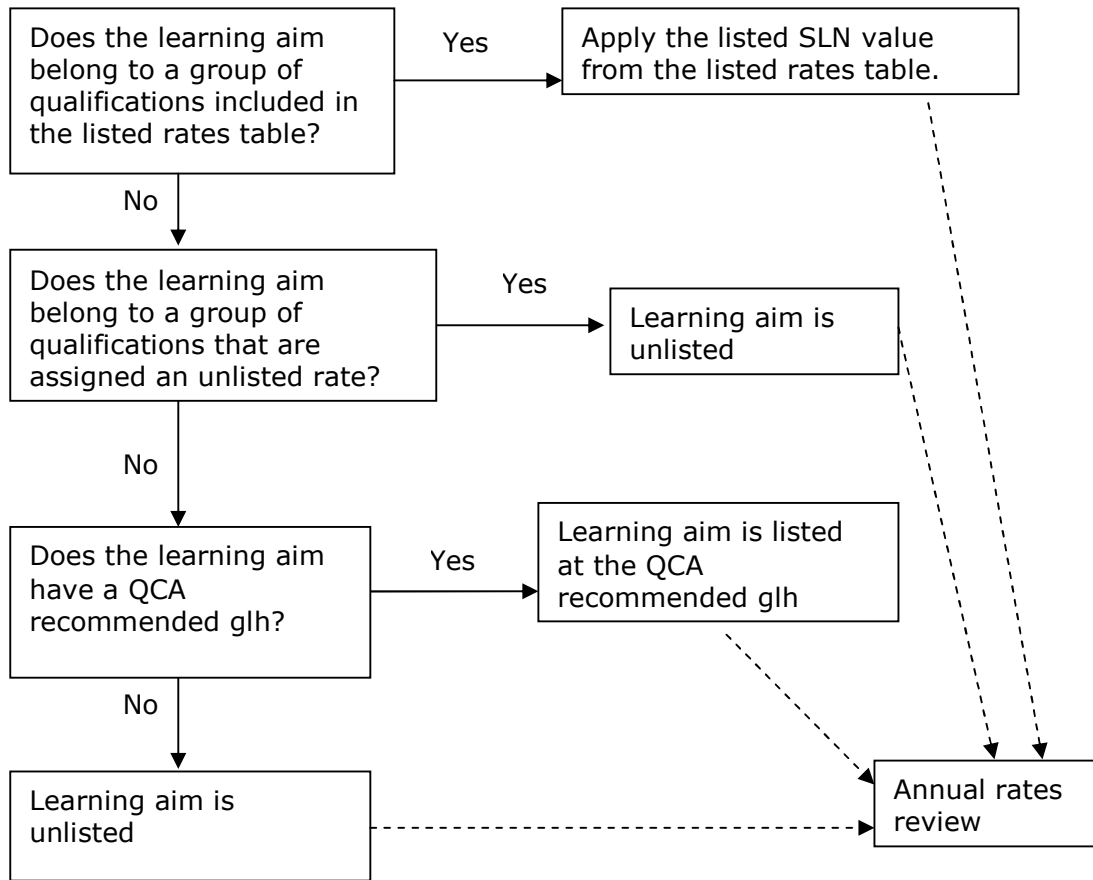 Does the learning aim
belong to a group of
qualifications included in
the listed rates table?
Yes
Apply the listed SLN value
from the listed rates table.
No
Does the learning aim
belong to a group of
qualifications that are
assigned an unlisted rate?
Yes
Learning aim is
unlisted
No
Does the learning aim
have a QCA
recommended glh?
Yes
Learning aim is listed
at the QCA
recommended glh
No
Learning aim is
unlisted
Annual rates
review